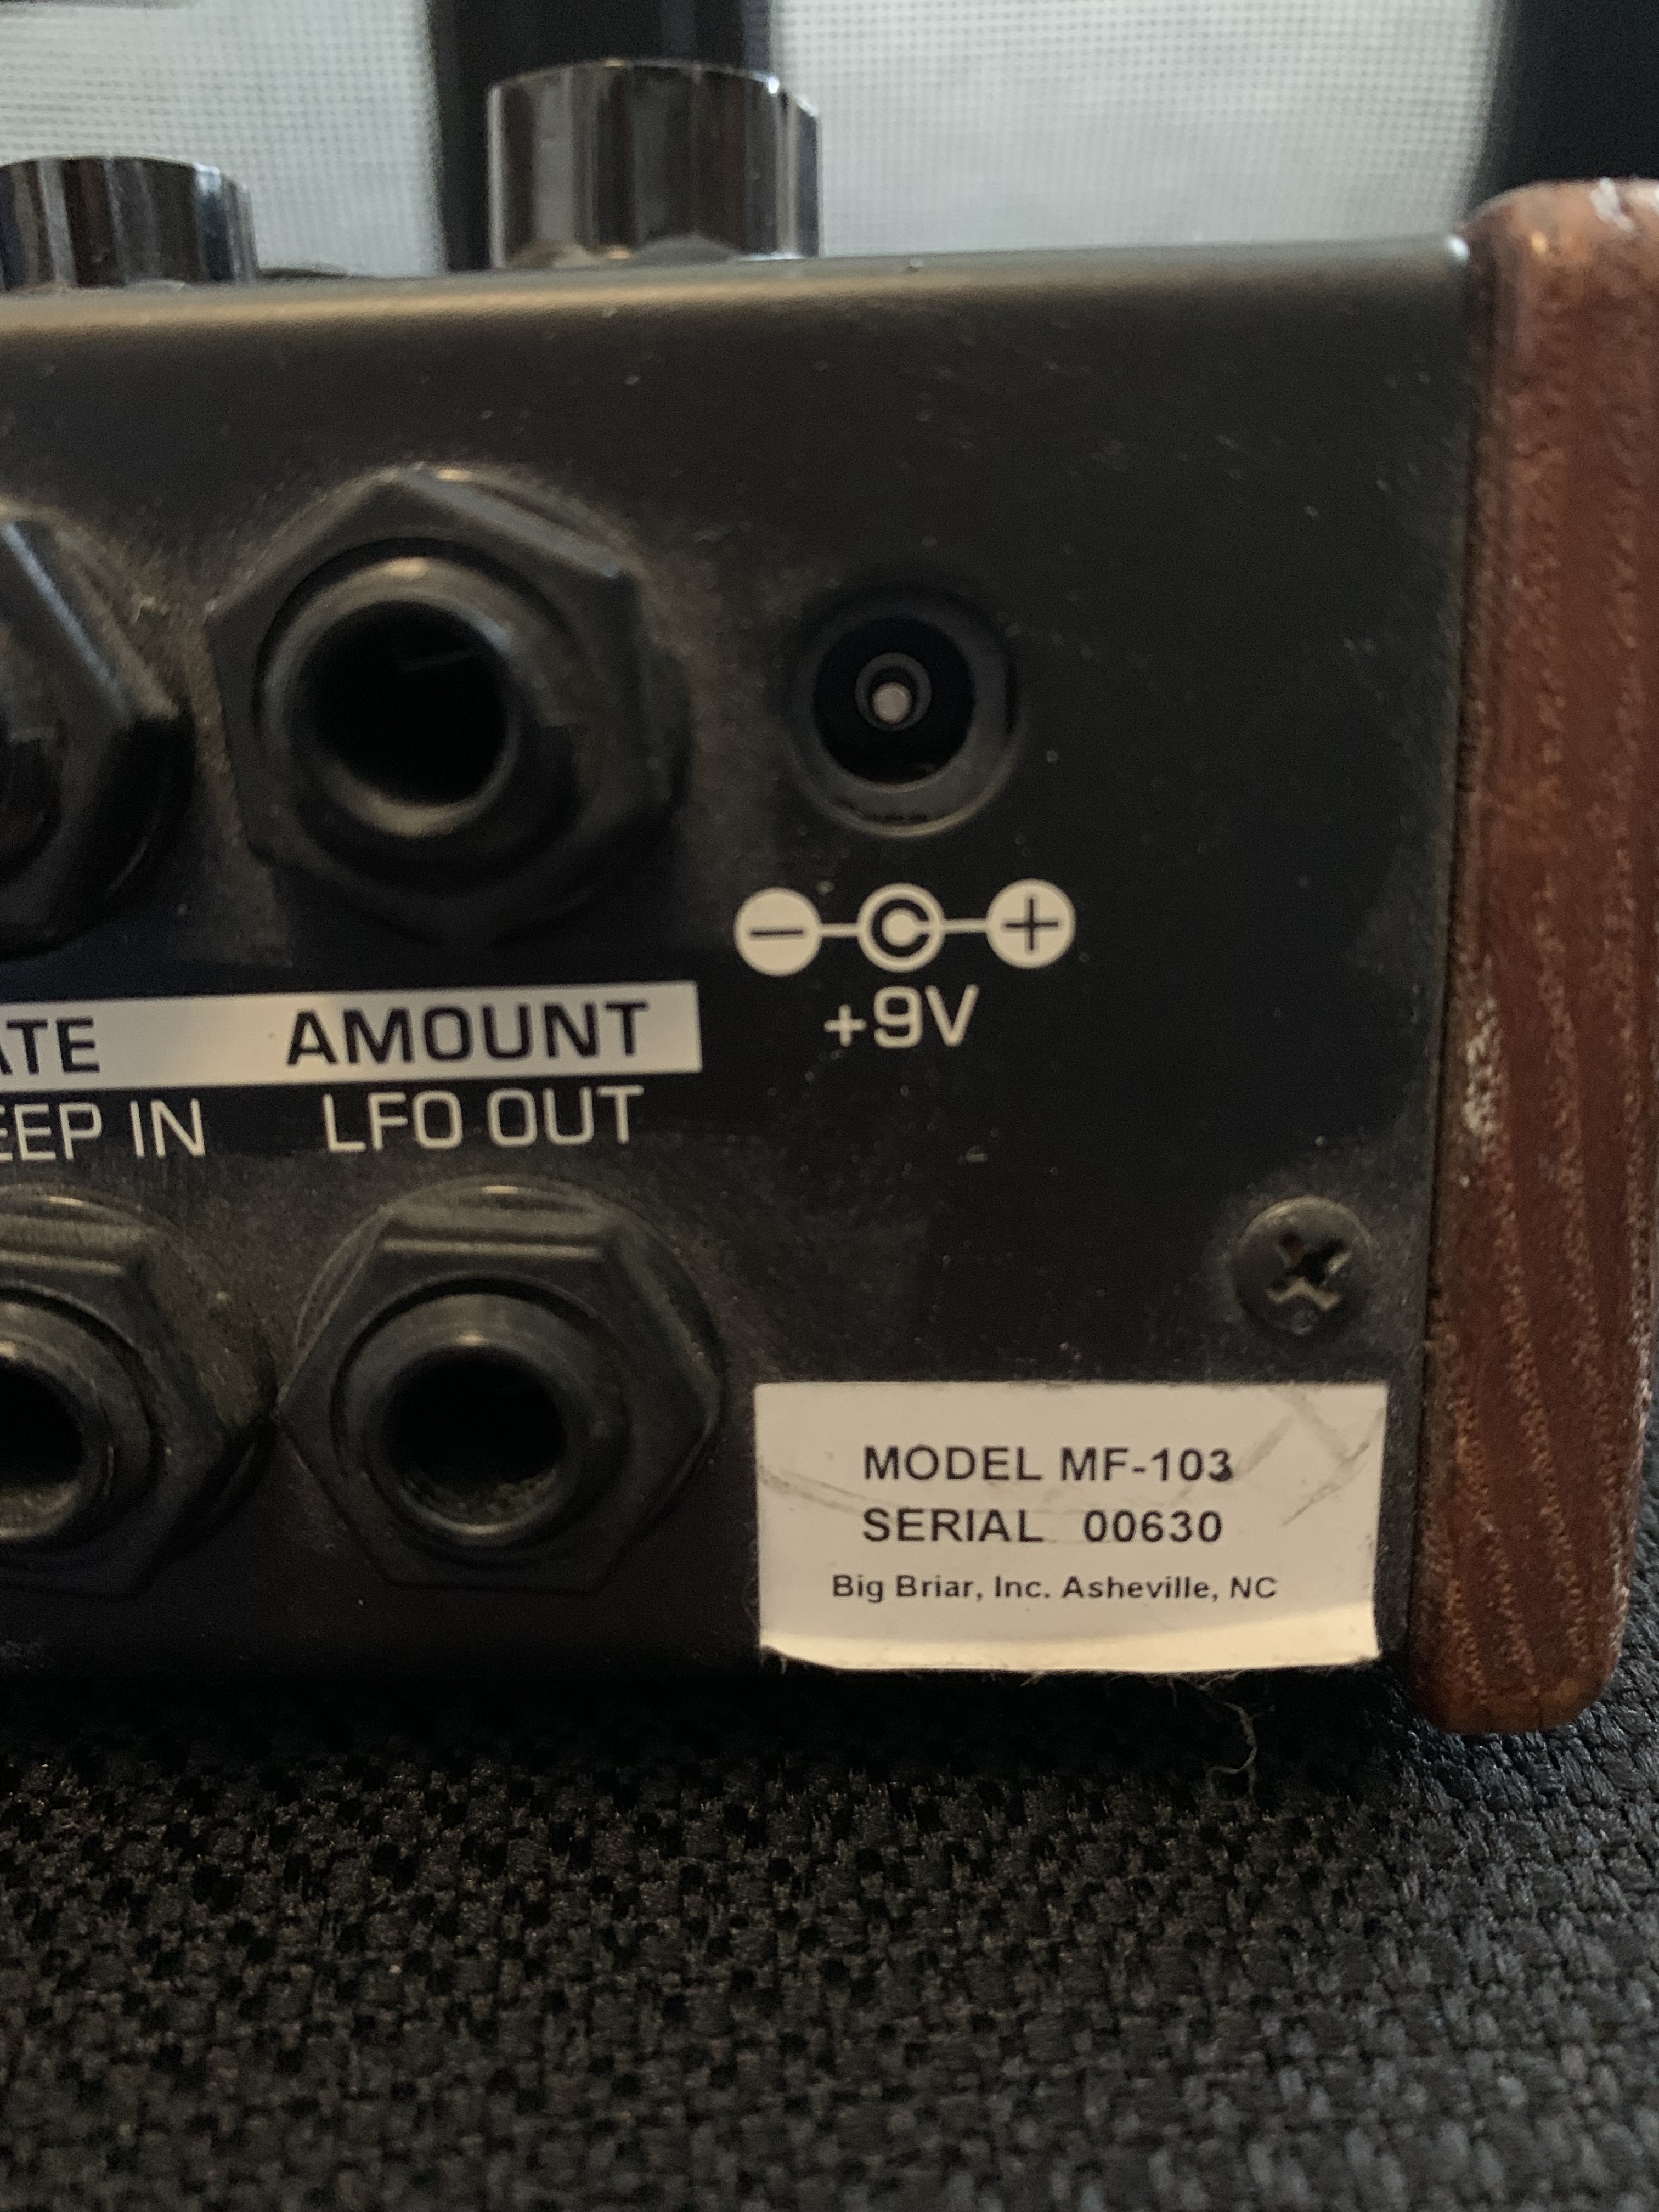 +9V
ATE AMOUNT
EEP IN LFO OUT
MODEL MF-103
SERIAL 00630
Big Briar, Inc. Asheville, NC